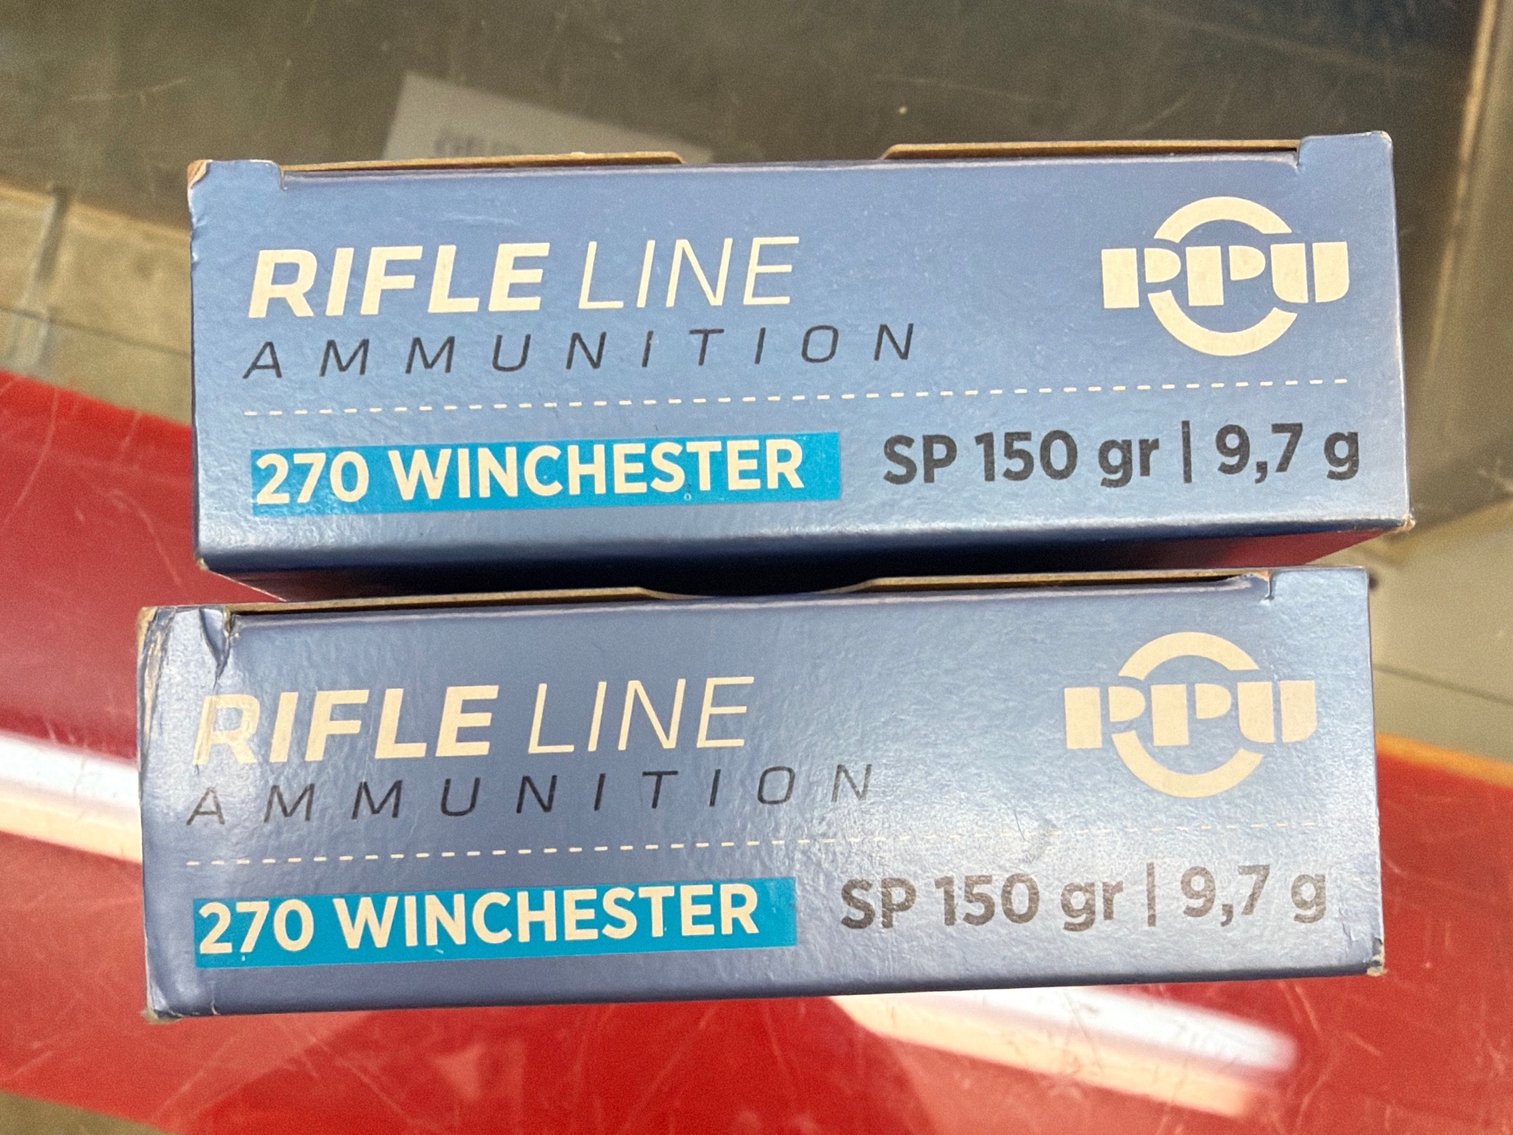 RIFLE LINE
AMMUNITION
PPU
270 WINCHESTER SP 150 gr | 9,7 g
RIFLE LINE
AMMUNITION
PPU
270 WINCHESTER SP 150 gr | 9,7 g